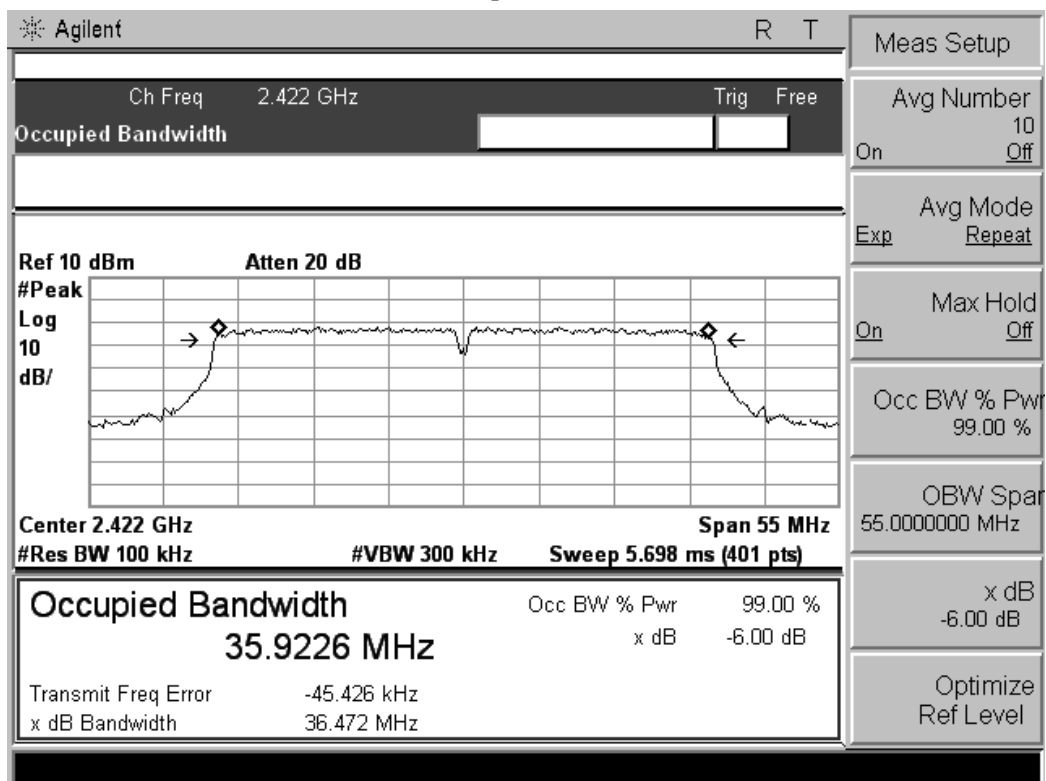 Agilent R T
Ch Freq 2.422 GHz Trig Free
Occupied Bandwidth
Ref 10 dBm Atten 20 dB
#Peak
Log
10
dB/
Center 2.422 GHz Span 55 MHz
#Res BW 100 kHz #VBW 300 kHz Sweep 5.698 ms (401 pts)
Occupied Bandwidth Occ BW % Pwr 99.00 %
35.9226 MHz x dB -6.00 dB
Transmit Freq Error -45.426 kHz
x dB Bandwidth 36.472 MHz
Meas Setup
Avg Number
10
On Off
Avg Mode
Exp Repeat
Max Hold
On Off
Occ BW % Pwr
99.00 %
OBW Span
55.0000000 MHz
x dB
-6.00 dB
Optimize
Ref Level